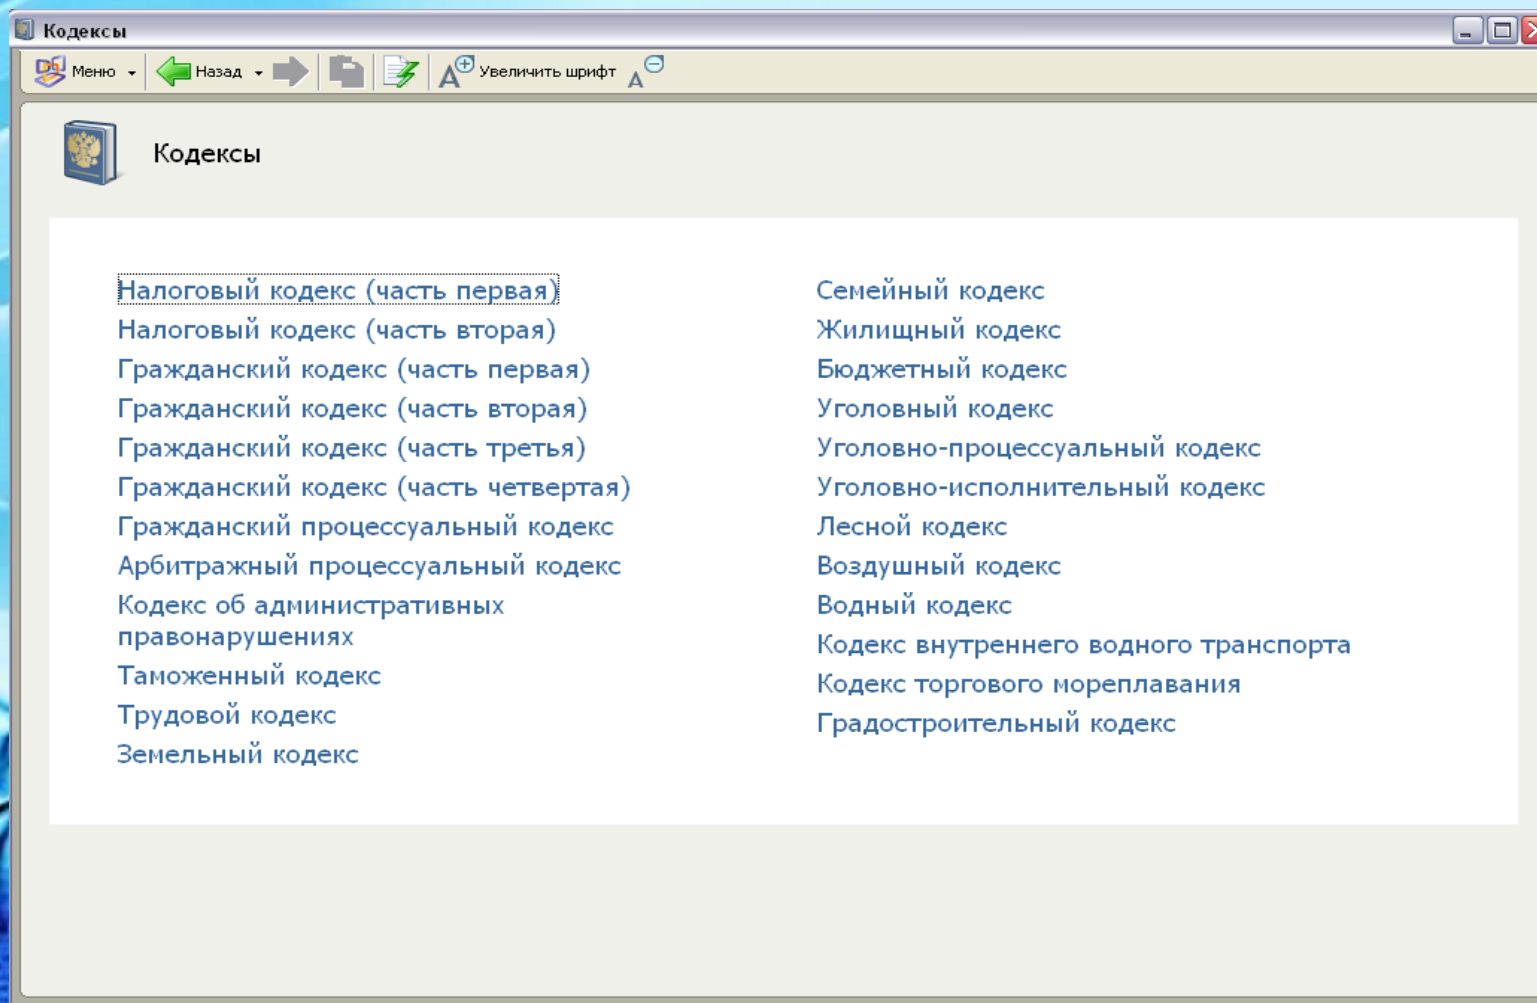 Кодексы
Меню
Назад
Увеличить шрифт
Кодексы
Налоговый кодекс (часть первая)
Налоговый кодекс (часть вторая)
Гражданский кодекс (часть первая)
Гражданский кодекс (часть вторая)
Гражданский кодекс (часть третья)
Гражданский кодекс (часть четвертая)
Гражданский процессуальный кодекс
Арбитражный процессуальный кодекс
Кодекс об административных
правонарушениях
Таможенный кодекс
Трудовой кодекс
Земельный кодекс
Семейный кодекс
Жилищный кодекс
Бюджетный кодекс
Уголовный кодекс
Уголовно-процессуальный кодекс
Уголовно-исполнительный кодекс
Лесной кодекс
Воздушный кодекс
Водный кодекс
Кодекс внутреннего водного транспорта
Кодекс торгового мореплавания
Градостроительный кодекс